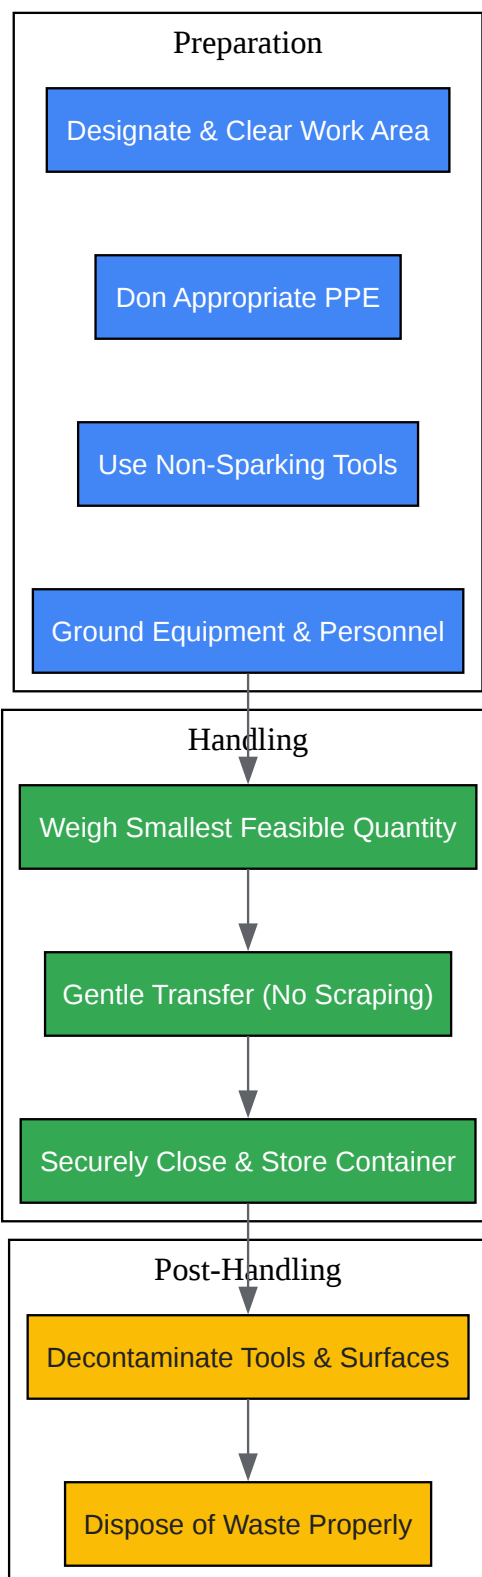 Preparation
Designate & Clear Work Area
Don Appropriate PPE
Use Non-Sparking Tools
Ground Equipment & Personnel
Handling
Weigh Smallest Feasible Quantity
Gentle Transfer (No Scraping)
Securely Close & Store Container
Post-Handling
Decontaminate Tools & Surfaces
Dispose of Waste Properly